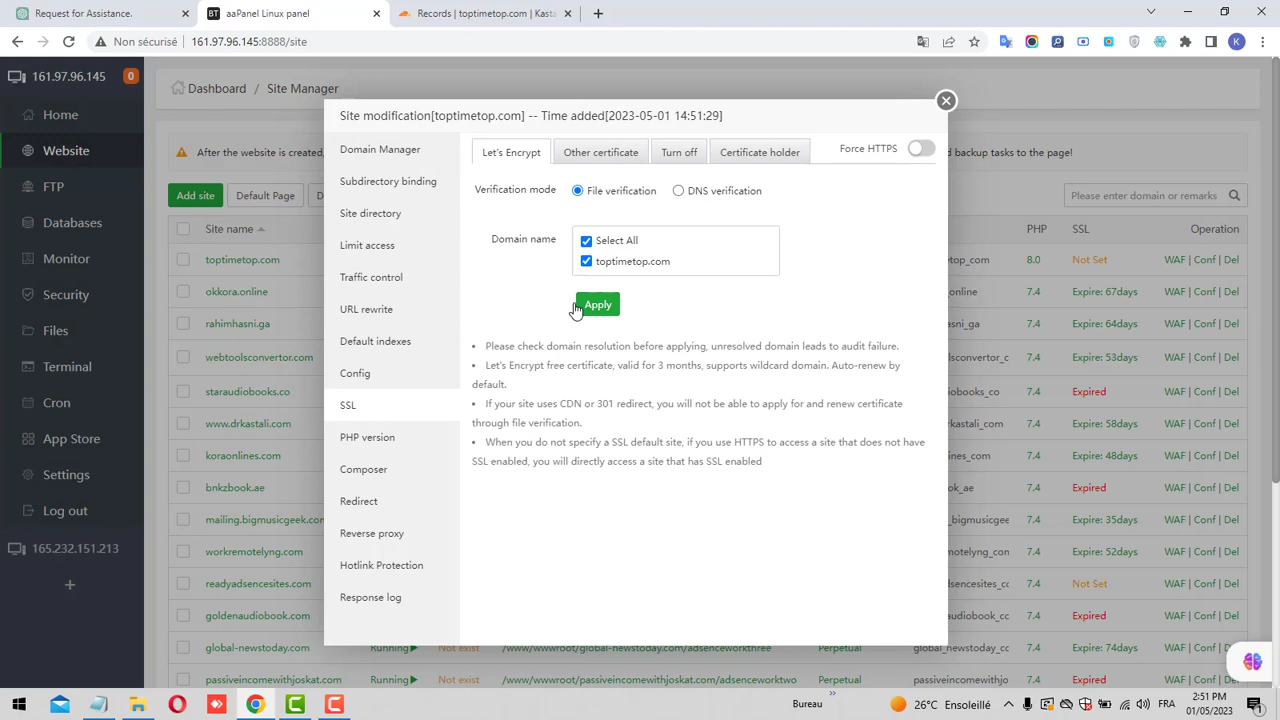 Request for Assistance.
aaPanel Linux panel
Records | toptimetop.com | Kasta
Non sécurisé
161.97.96.145:8888/site
K
161.97.96.145
0
Home
Website
FTP
Databases
Monitor
Security
Files
Terminal
Cron
App Store
Settings
Log out
165.232.151.213
Dashboard / Site Manager
After the website is created,
d backup tasks to the page!
Add site
Default Page
D
Please enter domain or remarks
Site name
PHP
SSL
Operation
toptimetop.com
p_com
8.0
Not Set
WAF | Conf | Del
okkora.online
_online
7.4
Expire: 67days
WAF | Conf | Del
rahimhasni.ga
asni_ga
7.4
Expire: 64days
WAF | Conf | Del
webtoolsconvertor.com
7.4
Expire: 53days
WAF | Conf | Del
staraudiobooks.co
7.4
Expired
WAF | Conf | Del
www.drkastali.com
7.4
Expire: 58days
WAF | Conf | Del
koraonlines.com
7.4
Expire: 48days
WAF | Conf | Del
bnkzbook.ae
7.4
Expired
WAF | Conf | Del
mailing.bigmusicgeek.com
7.4
Expire: 35days
WAF | Conf | Del
workremotelyng.com
7.4
Expire: 52days
WAF | Conf | Del
readyadsencesites.com
7.4
Not Set
WAF | Conf | Del
goldenaudiobook.com
7.4
Expired
WAF | Conf | Del
global-newstoday.com
Running
Not exist
/www/wwwroot/global-newstoday.com/adsenceworkthree
Perpetual
global_newstoday_com
7.4
Expire: 74days
WAF | Conf | Del
passiveincomewithjoskat.com
Running
Not exist
/www/wwwroot/passiveincomewithjoskat.com/adsenceworktwo
Perpetual
7.4
Expired
WAF | Conf | Del
Site modification[toptimetop.com] -- Time added[2023-05-01 14:51:29]
Domain Manager
Subdirectory binding
Site directory
Limit access
Traffic control
URL rewrite
Default indexes
Config
SSL
PHP version
Composer
Redirect
Reverse proxy
Hotlink Protection
Response log
Let's Encrypt
Other certificate
Turn off
Certificate holder
Force HTTPS
Verification mode
File verification
DNS verification
Domain name
Select All
toptimetop.com
Apply
• Please check domain resolution before applying, unresolved domain leads to audit failure.
• Let's Encrypt free certificate, valid for 3 months, supports wildcard domain. Auto-renew by
default.
• If your site uses CDN or 301 redirect, you will not be able to apply for and renew certificate
through file verification.
• When you do not specify a SSL default site, if you use HTTPS to access a site that does not have
SSL enabled, you will directly access a site that has SSL enabled
Bureau
26°C Ensoleillé
FRA
2:51 PM
01/05/2023
1